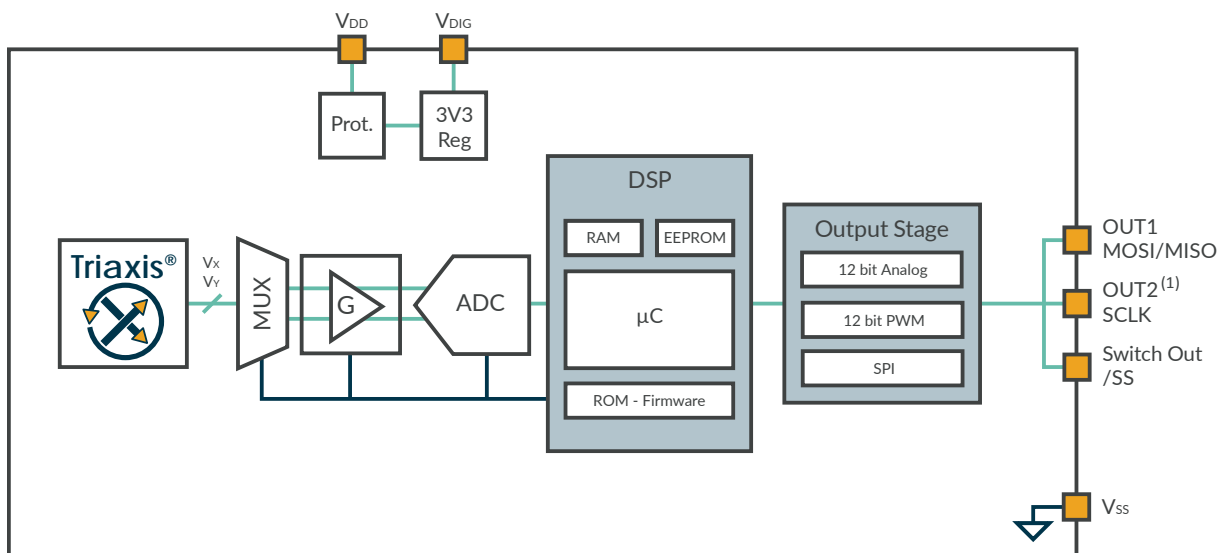 VDD
VDIG
Prot.
3V3
Reg
DSP
RAM
EEPROM
µC
ROM - Firmware
Triaxis®
VX
VY
MUX
G
ADC
Output Stage
12 bit Analog
12 bit PWM
SPI
OUT1
MOSI/MISO
OUT2(1)
SCLK
Switch Out
/SS
VSS